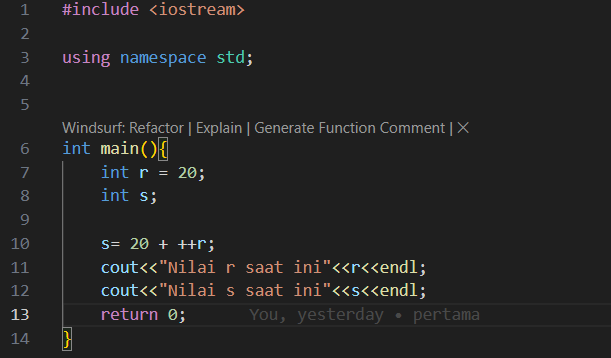 1 #include <iostream>
2
3 using namespace std;
4
5
Windsurf: Refactor | Explain | Generate Function Comment | ×
6 int main(){
7     int r = 20;
8     int s;
9
10     s= 20 + ++r;
11     cout<<"Nilai r saat ini"<<r<<endl;
12     cout<<"Nilai s saat ini"<<s<<endl;
13     return 0;     You, yesterday • pertama
14 }